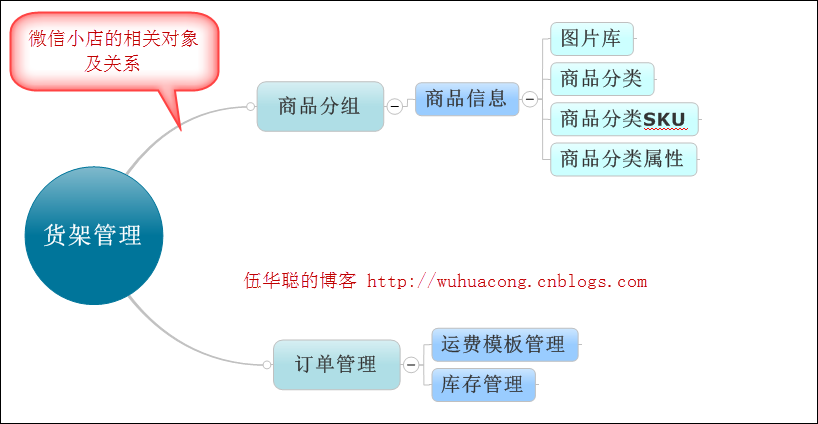 微信小店的相关对象
及关系
商品分组
商品信息
图片库
商品分类
商品分类SKU
商品分类属性
货架管理
伍华聪的博客 http://wuhuacong.cnblogs.com
订单管理
运费模板管理
库存管理